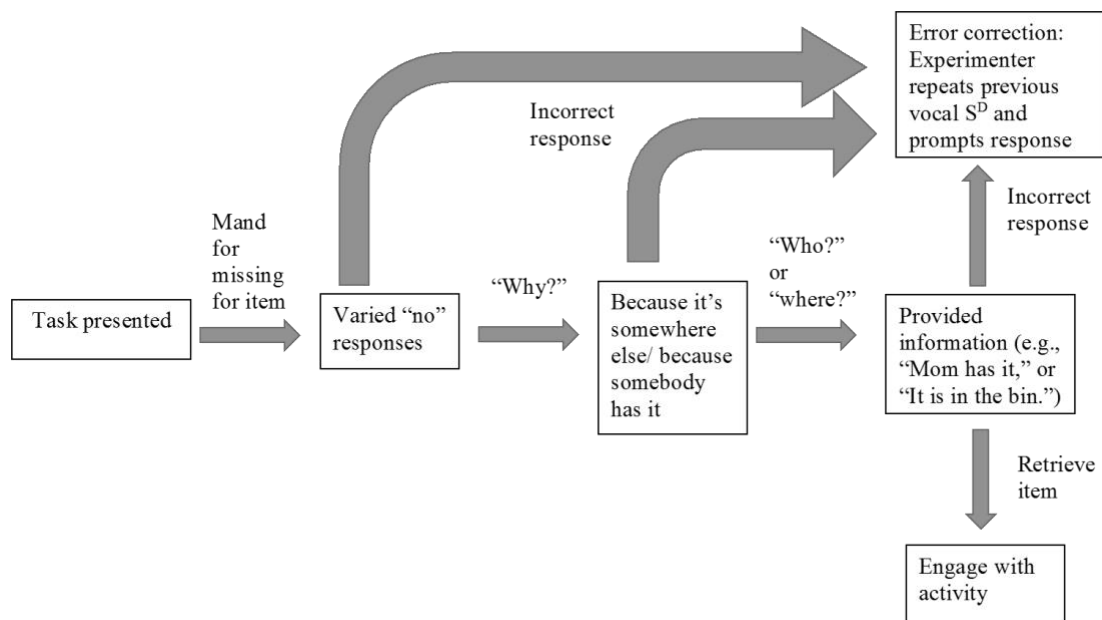 Error correction:
Experimenter
repeats previous
vocal Sᴰ and
prompts response
Incorrect
response
Incorrect
response
Mand
for
missing
for item
“Why?”
“Who?”
or
“where?”
Task presented
Varied “no”
responses
Because it’s
somewhere
else/ because
somebody
has it
Provided
information (e.g.,
“Mom has it,” or
“It is in the bin.”)
Retrieve
item
Engage with
activity